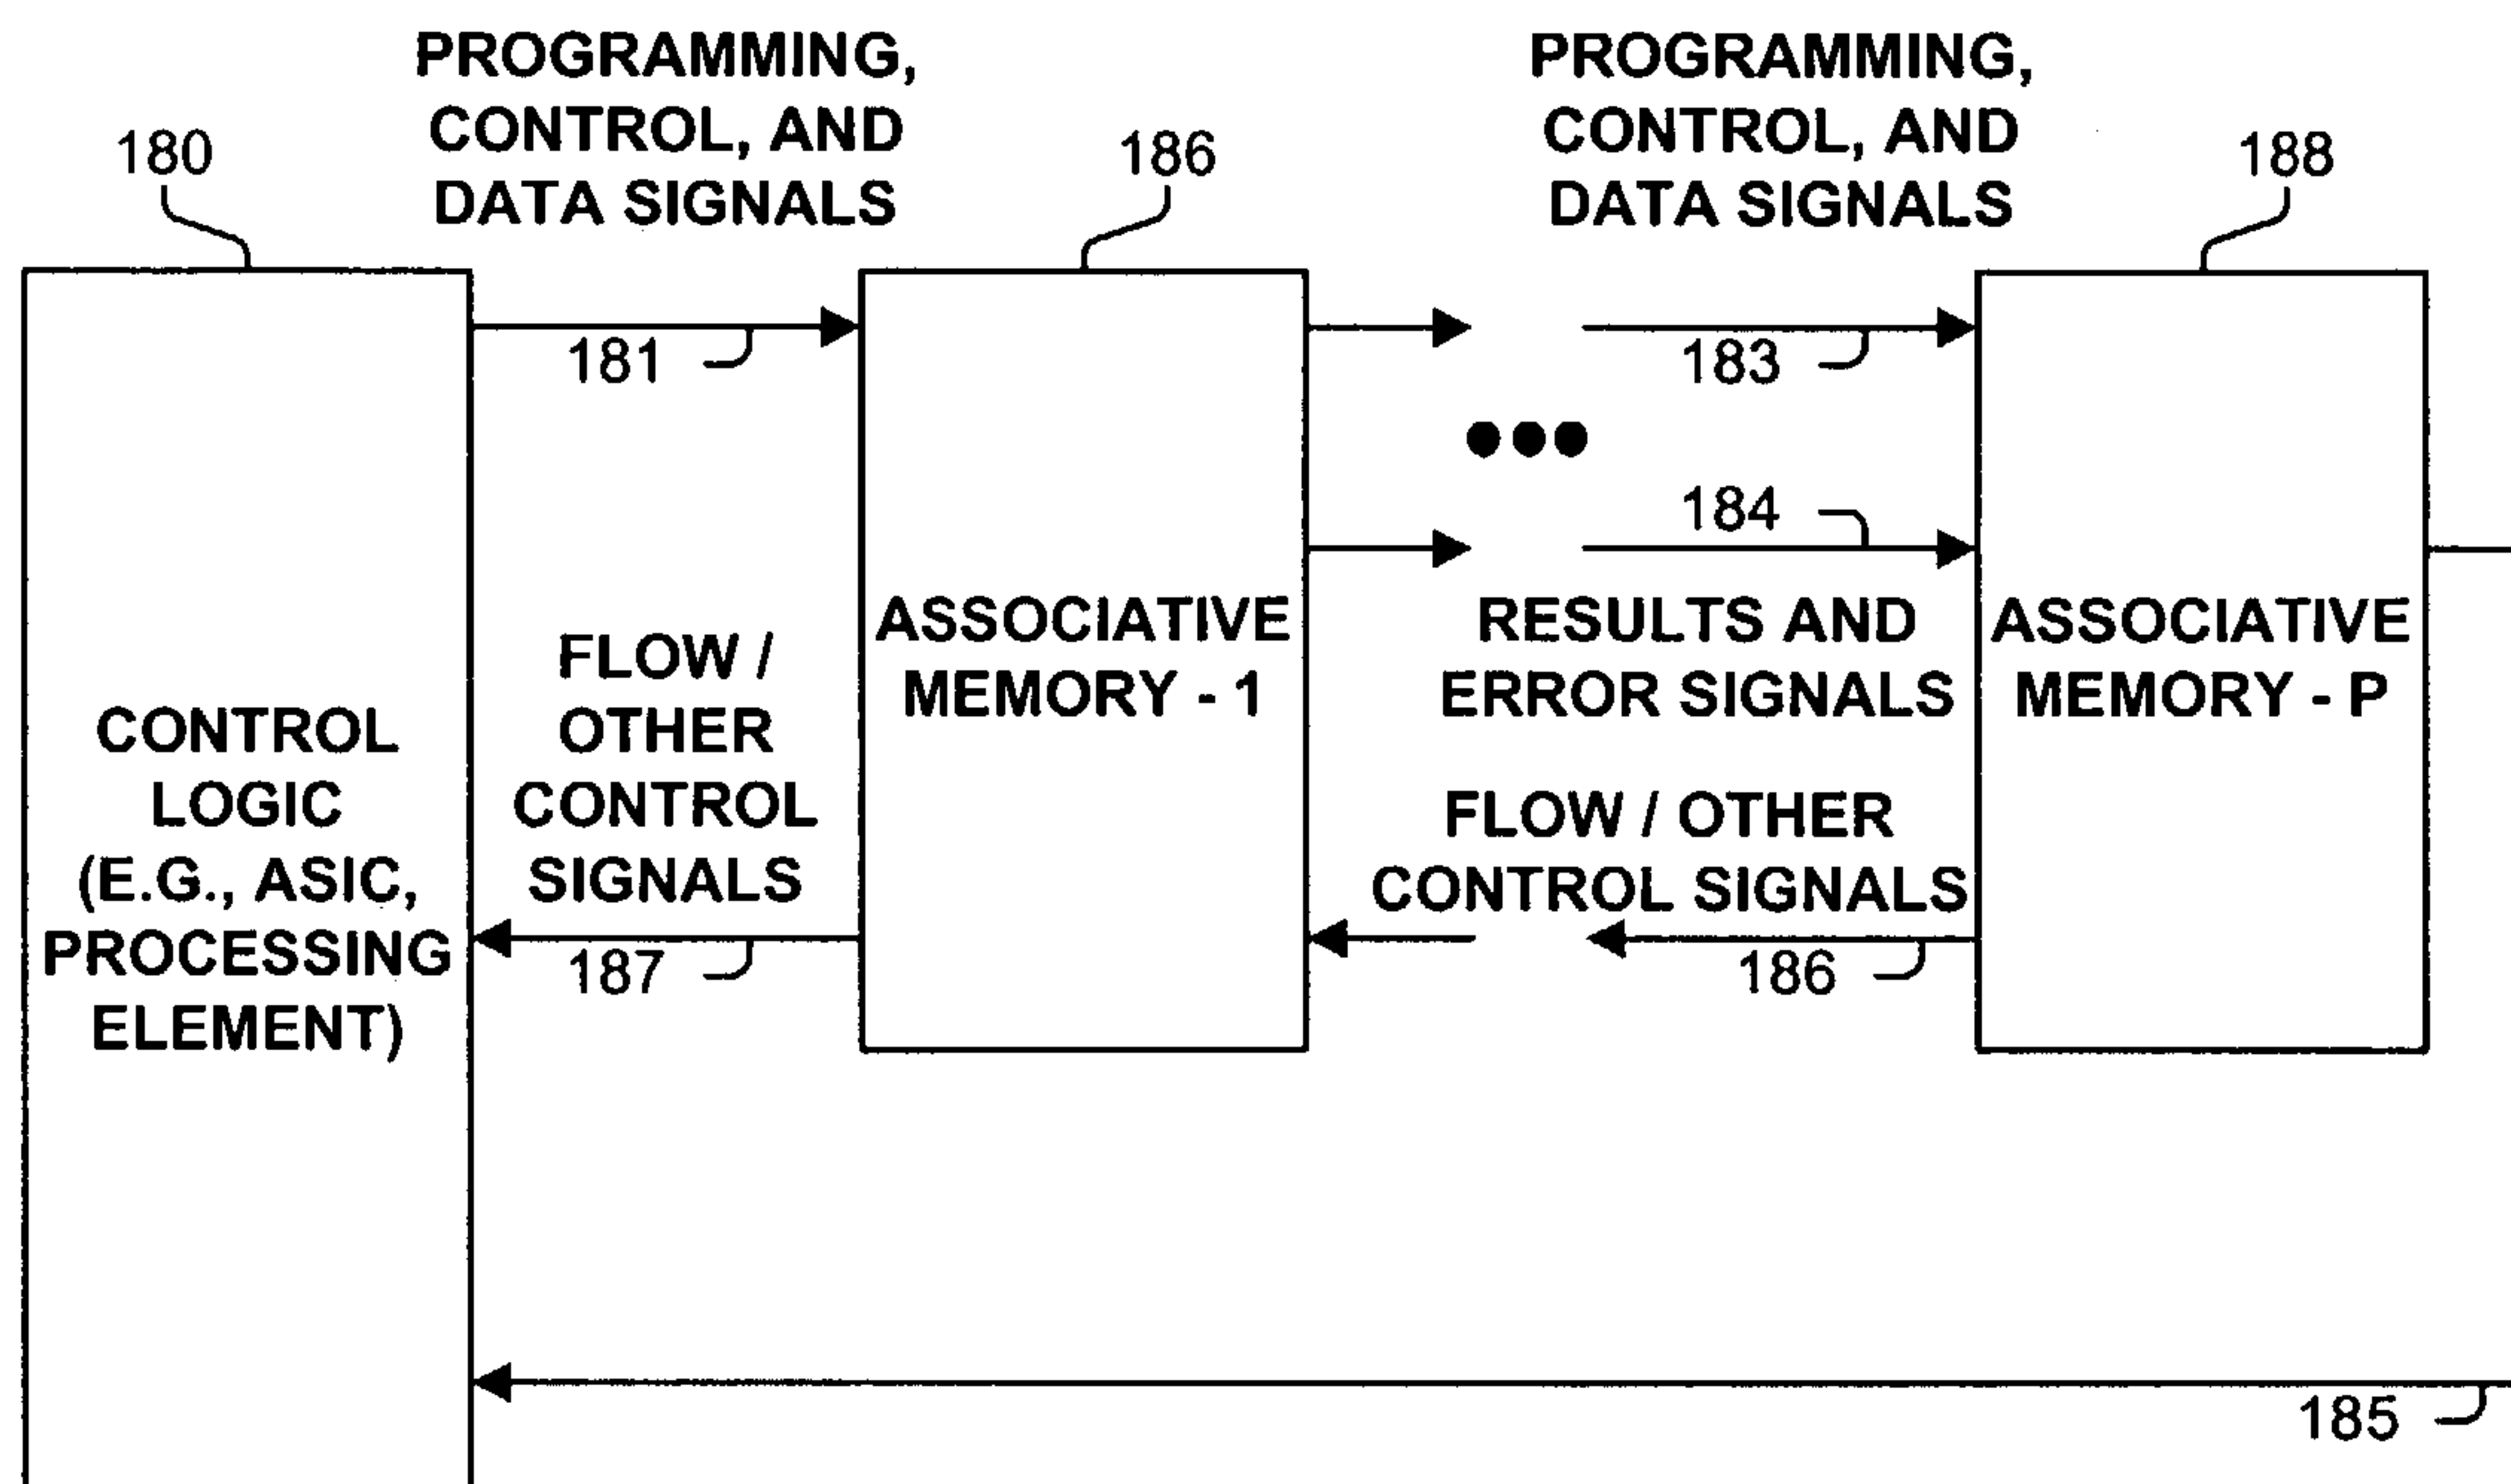 PROGRAMMING,
CONTROL, AND
DATA SIGNALS
PROGRAMMING,
CONTROL, AND
DATA SIGNALS
180
186
188
181
183
184
CONTROL
LOGIC
(E.G., ASIC,
PROCESSING
ELEMENT)
FLOW /
OTHER
CONTROL
SIGNALS
187
ASSOCIATIVE
MEMORY - 1
RESULTS AND
ERROR SIGNALS
FLOW / OTHER
CONTROL SIGNALS
186
ASSOCIATIVE
MEMORY - P
185